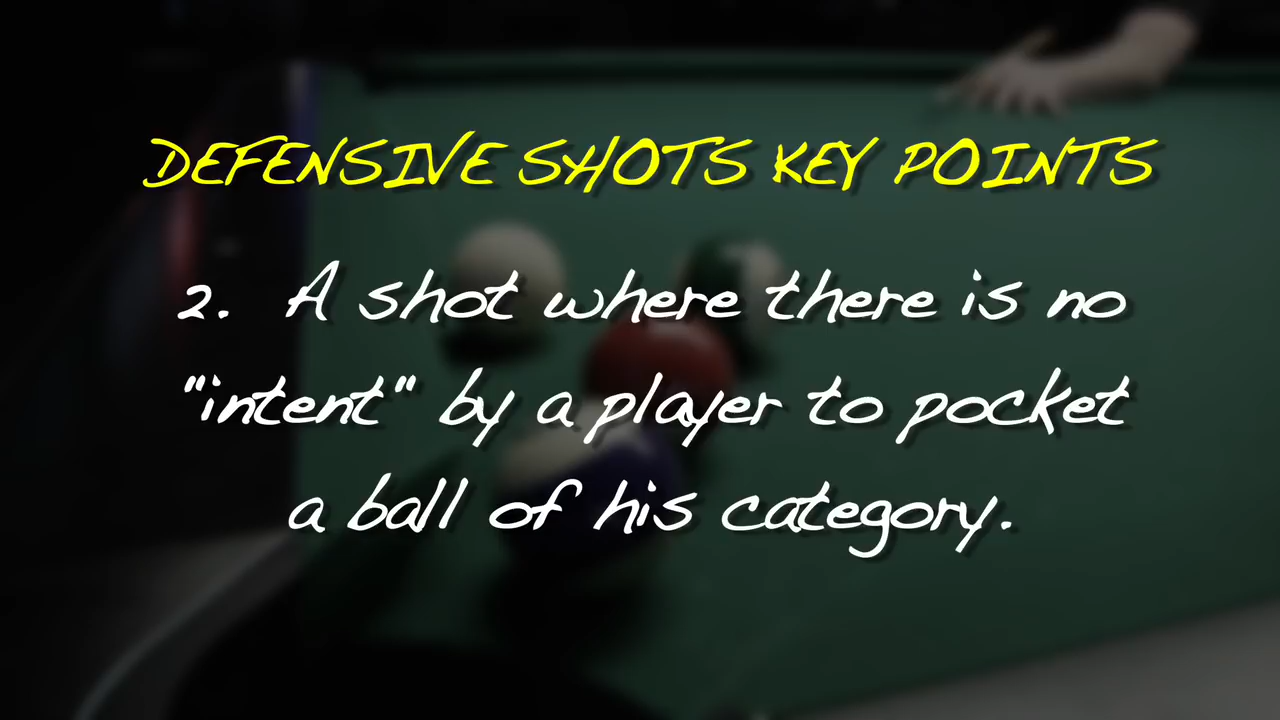 DEFENSIVE SHOTS KEY POINTS
2. A shot where there is no
"intent" by a player to pocket
a ball of his category.